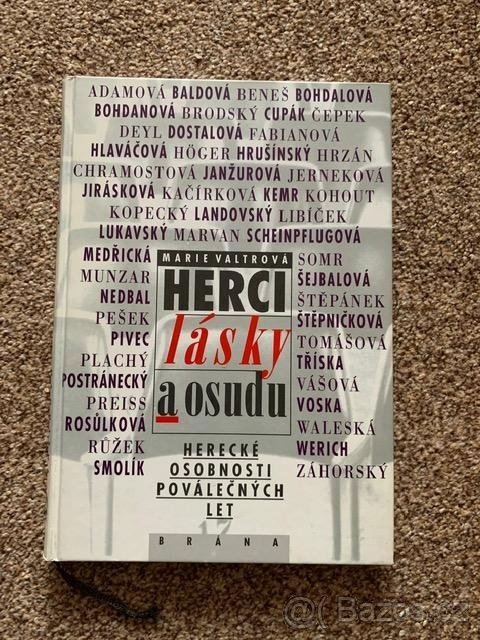 ADAMOVÁ BALDOVÁ BENEŠ BOHDALOVÁ
BOHDANOVÁ BRODSKÝ CUPÁK ČEPEK
DEYL DOSTALOVÁ FABIANOVÁ
HLAVÁČOVÁ HÖGER HRUŠÍNSKÝ HRZÁN
CHRAMOSTOVÁ JANŽUROVÁ JERNEKOVÁ
JIRÁSKOVÁ KAČÍRKOVÁ KEMR KOHOUT
KOPECKÝ LANDOVSKÝ LIBÍČEK
LUKAVSKÝ MARVAN SCHEINPFLUGOVÁ
MEDŘICKÁ
MUNZAR
NEDBAL
PEŠEK
PIVEC
PLACHÝ
POSTRÁNECKÝ
PREISS
ROSŮLKOVÁ
RŮŽEK
SMOLÍK
MARIE VALTROVÁ
HERCI
lásky
a osudu
HERECKÉ
OSOBNOSTI
POVÁLEČNÝCH
LET
SOMR
ŠEJBALOVÁ
ŠTĚPÁNEK
ŠTĚPNIČKOVÁ
TOMÁŠOVÁ
TŘÍSKA
VÁŠOVÁ
VOSKA
WALESKÁ
WERICH
ZÁHORSKÝ
BRÁNA
Bazos.cz